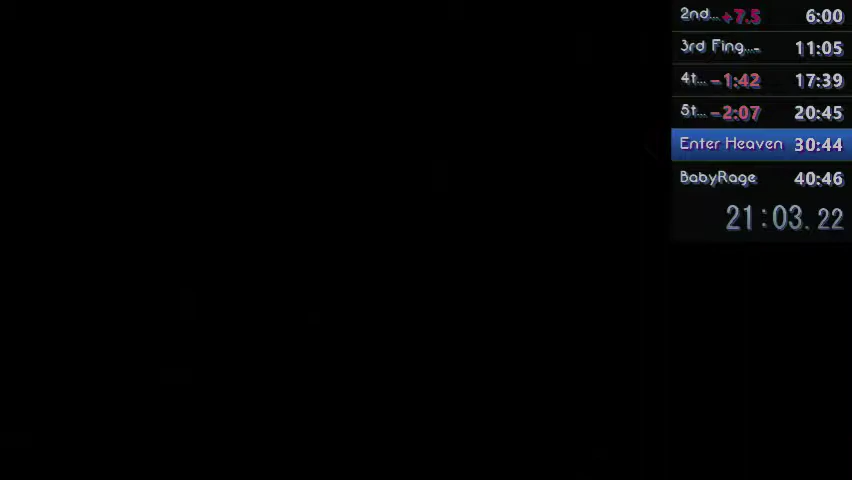 2nd... +7.5 6:00
3rd Fing...- 11:05
4t... -1:42 17:39
5t... -2:07 20:45
Enter Heaven 30:44
BabyRage 40:46
21:03.22